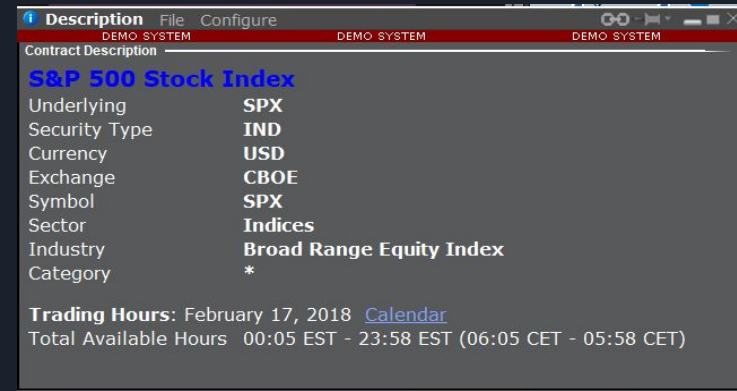 Description File Configure
DEMO SYSTEM DEMO SYSTEM DEMO SYSTEM
Contract Description
S&P 500 Stock Index
Underlying SPX
Security Type IND
Currency USD
Exchange CBOE
Symbol SPX
Sector Indices
Industry Broad Range Equity Index
Category *
Trading Hours: February 17, 2018 Calendar
Total Available Hours 00:05 EST - 23:58 EST (06:05 CET - 05:58 CET)